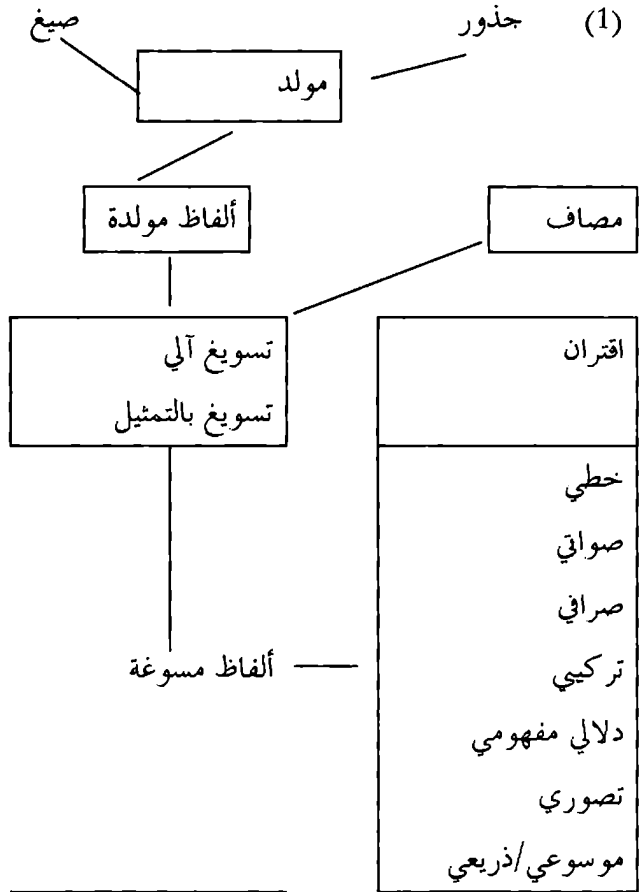 (1) جذور صيغ
مولد
مصاف ألفاظ مولدة
اقتران تسويغ آلي
تسويغ بالتمثيل
خطي
صواتي
صرافي
تركيبي ألفاظ مسوغة
دلالي مفهومي
تصوري
موسوعي/ذريعي